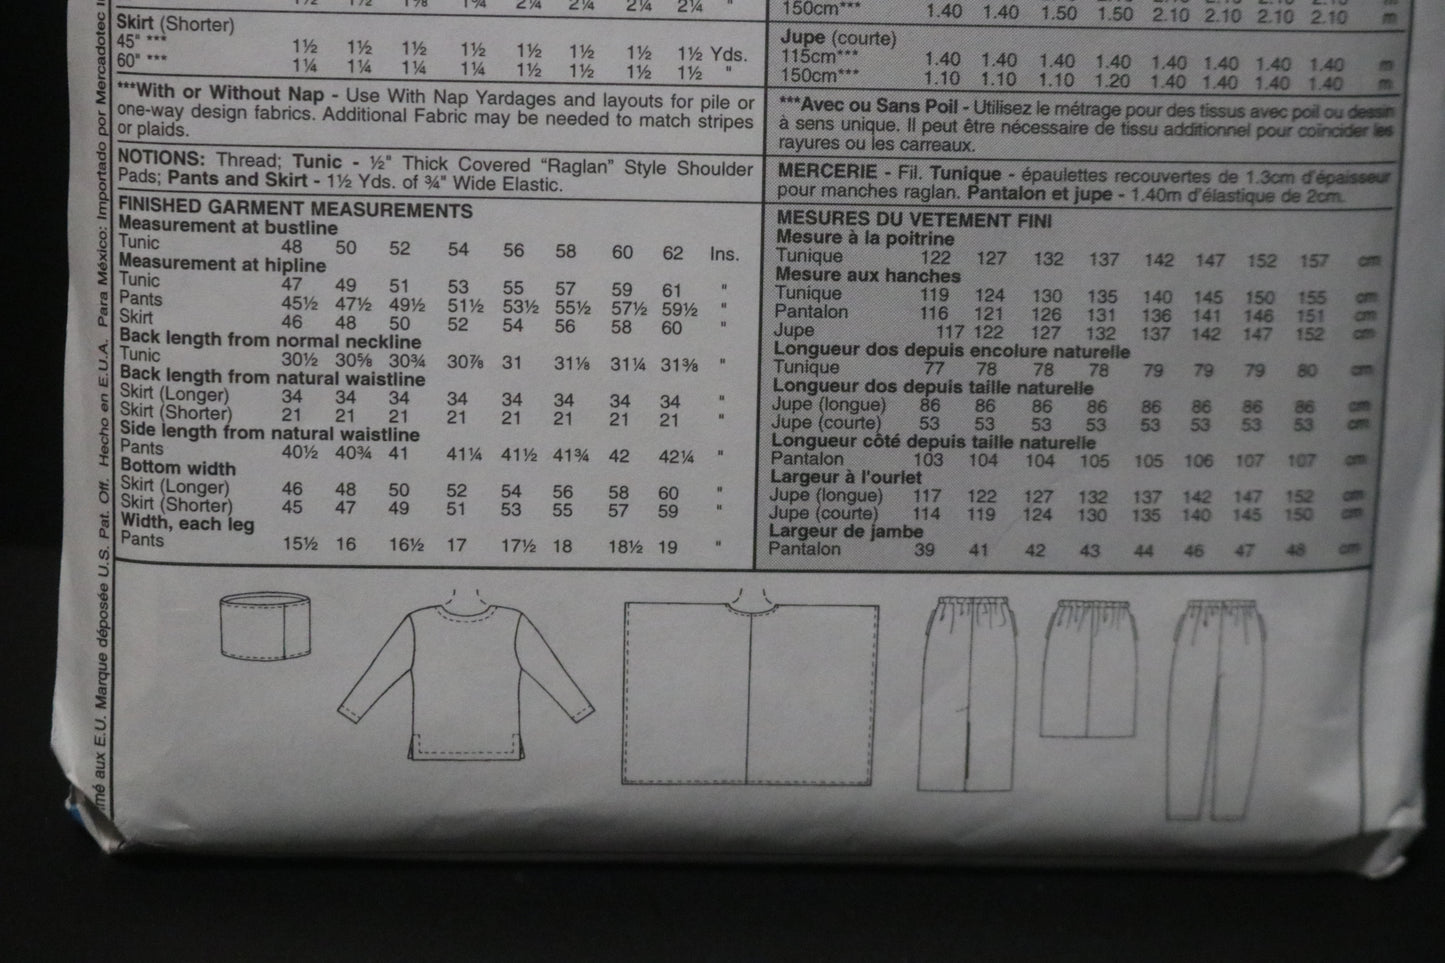 1½ 1½ 1⅝ 1¾ 2¼ 2¼ 2¼ 2¼ "
Skirt (Shorter)
45" *** 1½ 1½ 1½ 1½ 1½ 1½ 1½ 1½ Yds.
60" *** 1¼ 1¼ 1¼ 1¼ 1½ 1½ 1½ 1½ "
***With or Without Nap - Use With Nap Yardages and layouts for pile or
one-way design fabrics. Additional Fabric may be needed to match stripes
or plaids.
NOTIONS: Thread; Tunic - ½" Thick Covered “Raglan” Style Shoulder
Pads; Pants and Skirt - 1½ Yds. of ¾" Wide Elastic.
FINISHED GARMENT MEASUREMENTS
Measurement at bustline
Tunic 48 50 52 54 56 58 60 62 Ins.
Measurement at hipline
Tunic 47 49 51 53 55 57 59 61 "
Pants 45½ 47½ 49½ 51½ 53½ 55½ 57½ 59½ "
Skirt 46 48 50 52 54 56 58 60 "
Back length from normal neckline
Tunic 30½ 30⅝ 30¾ 30⅞ 31 31⅛ 31¼ 31⅜ "
Back length from natural waistline
Skirt (Longer) 34 34 34 34 34 34 34 34 "
Skirt (Shorter) 21 21 21 21 21 21 21 21 "
Side length from natural waistline
Pants 40½ 40¾ 41 41¼ 41½ 41¾ 42 42¼ "
Bottom width
Skirt (Longer) 46 48 50 52 54 56 58 60 "
Skirt (Shorter) 45 47 49 51 53 55 57 59 "
Width, each leg
Pants 15½ 16 16½ 17 17½ 18 18½ 19 "
150cm*** 1.40 1.40 1.50 1.50 2.10 2.10 2.10 2.10 m
Jupe (courte)
115cm*** 1.40 1.40 1.40 1.40 1.40 1.40 1.40 1.40 m
150cm*** 1.10 1.10 1.10 1.20 1.40 1.40 1.40 1.40 m
***Avec ou Sans Poil - Utilisez le métrage pour des tissus avec poil ou dessin
à sens unique. Il peut être nécessaire de tissu additionnel pour coïncider les
rayures ou les carreaux.
MERCERIE - Fil. Tunique - épaulettes recouvertes de 1.3cm d'épaisseur
pour manches raglan. Pantalon et jupe - 1.40m d'élastique de 2cm.
MESURES DU VETEMENT FINI
Mesure à la poitrine
Tunique 122 127 132 137 142 147 152 157 cm
Mesure aux hanches
Tunique 119 124 130 135 140 145 150 155 cm
Pantalon 116 121 126 131 136 141 146 151 cm
Jupe 117 122 127 132 137 142 147 152 cm
Longueur dos depuis encolure naturelle
Tunique 77 78 78 78 79 79 79 80 cm
Longueur dos depuis taille naturelle
Jupe (longue) 86 86 86 86 86 86 86 86 cm
Jupe (courte) 53 53 53 53 53 53 53 53 cm
Longueur côté depuis taille naturelle
Pantalon 103 104 104 105 105 106 107 107 cm
Largeur à l'ourlet
Jupe (longue) 117 122 127 132 137 142 147 152 cm
Jupe (courte) 114 119 124 130 135 140 145 150 cm
Largeur de jambe
Pantalon 39 41 42 43 44 46 47 48 cm
aux E.U. Marque déposée U.S. Pat. Off. Hecho en E.U.A. Para México: Importado por Mercadotec